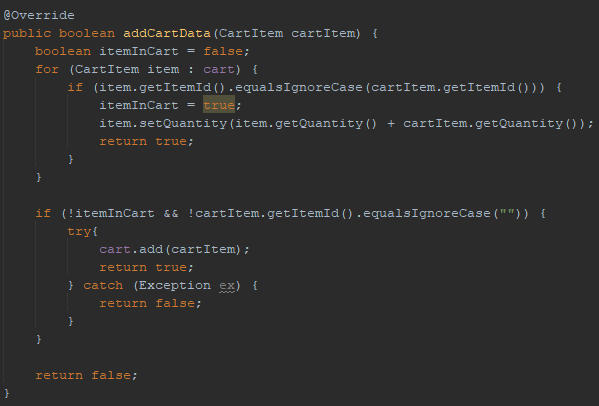 @Override
public boolean addCartData(CartItem cartItem) {
    boolean itemInCart = false;
    for (CartItem item : cart) {
        if (item.getItemId().equalsIgnoreCase(cartItem.getItemId())) {
            itemInCart = true;
            item.setQuantity(item.getQuantity() + cartItem.getQuantity());
            return true;
        }
    }

    if (!itemInCart && !cartItem.getItemId().equalsIgnoreCase("")) {
        try{
            cart.add(cartItem);
            return true;
        } catch (Exception ex) {
            return false;
        }
    }

    return false;
}